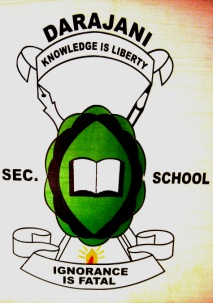 DARAJANI
KNOWLEDGE IS LIBERTY
SEC. SCHOOL
IGNORANCE
IS FATAL